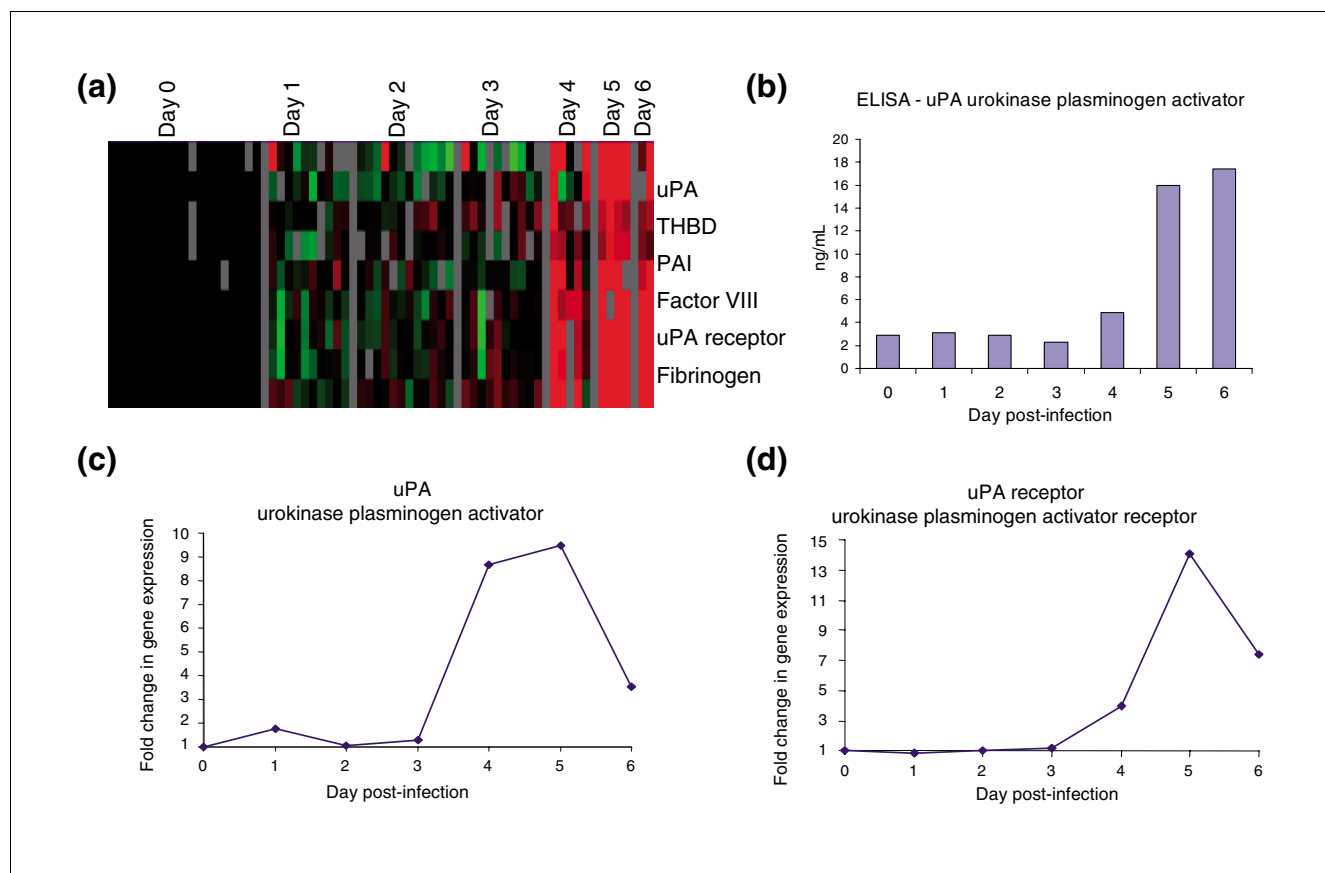 (a)
Day 0
Day 1
Day 2
Day 3
Day 4
Day 5
Day 6
uPA
THBD
PAI
Factor VIII
uPA receptor
Fibrinogen
(b)
ELISA - uPA urokinase plasminogen activator
ng/mL
20
18
16
14
12
10
8
6
4
2
0
0 1 2 3 4 5 6
Day post-infection
(c)
uPA
urokinase plasminogen activator
Fold change in gene expression
10
9
8
7
6
5
4
3
2
1
0 1 2 3 4 5 6
Day post-infection
(d)
uPA receptor
urokinase plasminogen activator receptor
Fold change in gene expression
15
13
11
9
7
5
3
1
0 1 2 3 4 5 6
Day post-infection